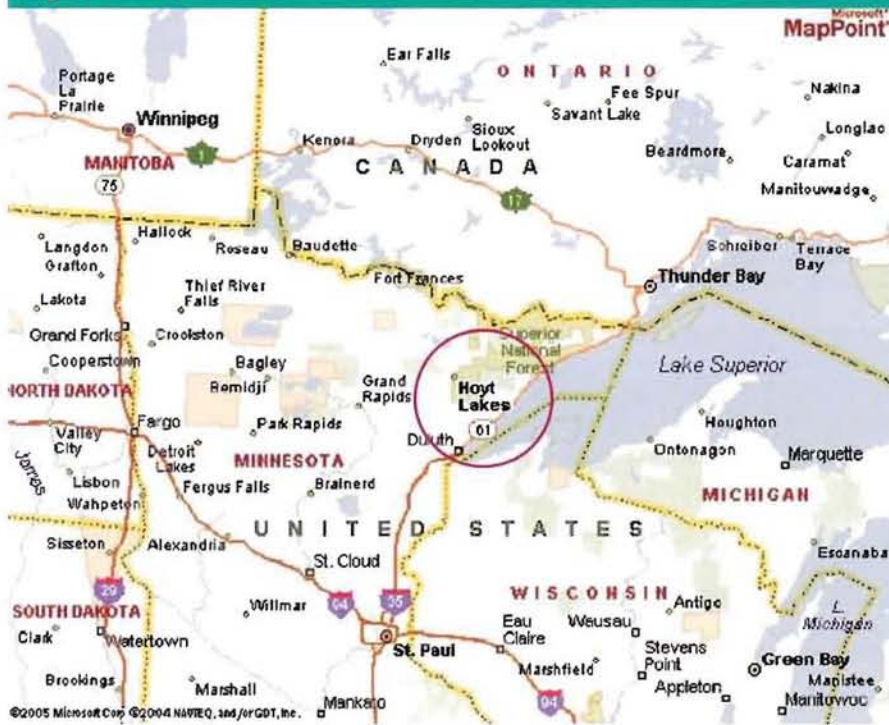 Microsoft®
MapPoint®
Ear Falls
ONTARIO
Portage
La
Prairie
Fee Spur
Nakina
Savant Lake
Winnipeg
Sioux
Lookout
Longlac
Kenora
Dryden
Beardmore
Caramat
1
MANITOBA
CANADA
Manitouwadge
75
17
Langdon
Hallock
Roseau
Baudette
Schreiber
Terrace
Bay
Grafton
Fort Frances
Thunder Bay
Lakota
Thief River
Falls
Grand Forks
Crookston
Superior
National
Forest
Lake Superior
Cooperstown
Bagley
Bemidji
Grand
Rapids
Hoyt
Lakes
NORTH DAKOTA
Houghton
Valley
City
Fargo
Park Rapids
61
Duluth
Ontonagon
Marquette
Detroit
Lakes
MINNESOTA
James
Lisbon
Fergus Falls
Brainerd
MICHIGAN
Wahpeton
UNITED STATES
Sisseton
Alexandria
Escanaba
St. Cloud
29
94
35
WISCONSIN
Antigo
L.
Michigan
SOUTH DAKOTA
Willmar
Eau
Claire
Wausau
Clark
Watertown
St. Paul
Stevens
Point
Green Bay
Marshfield
Brookings
Marshall
Appleton
Manistee
Mankato
94
Manitowoc
©2005 Microsoft Corp ©2004 NAVTEQ, and/or GDT, Inc.